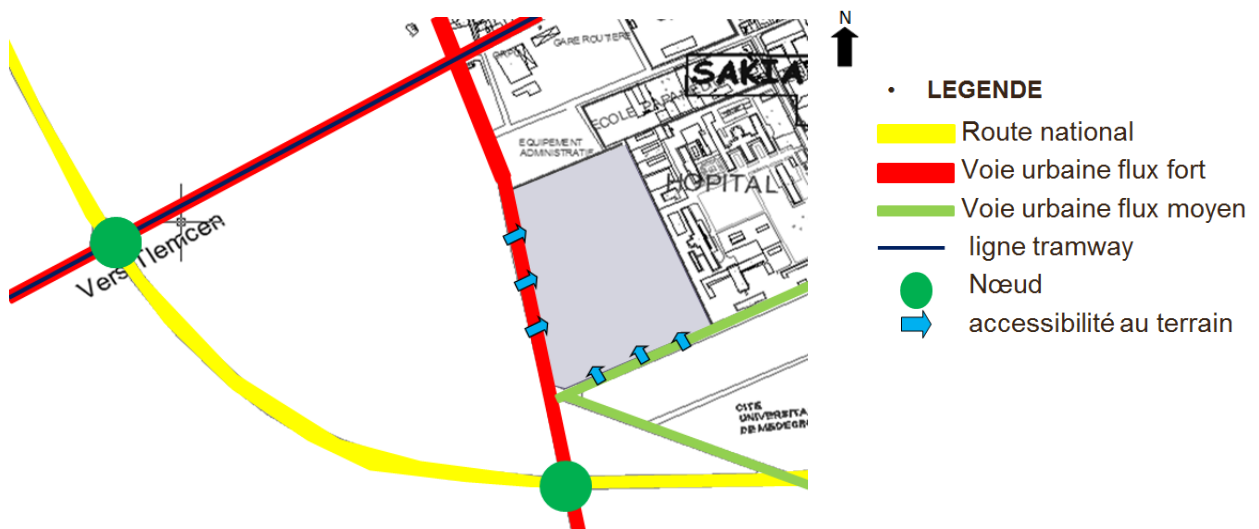 GARE ROUTIERE
SAKIA
ECOLE PARA
EQUIPEMENT
ADMINISTRATIF
HOPITAL
Vers Tlemcen
CITE
UNIVERSITA
DE MEDEC
N
• LEGENDE
Route national
Voie urbaine flux fort
Voie urbaine flux moyen
ligne tramway
Nœud
accessibilité au terrain